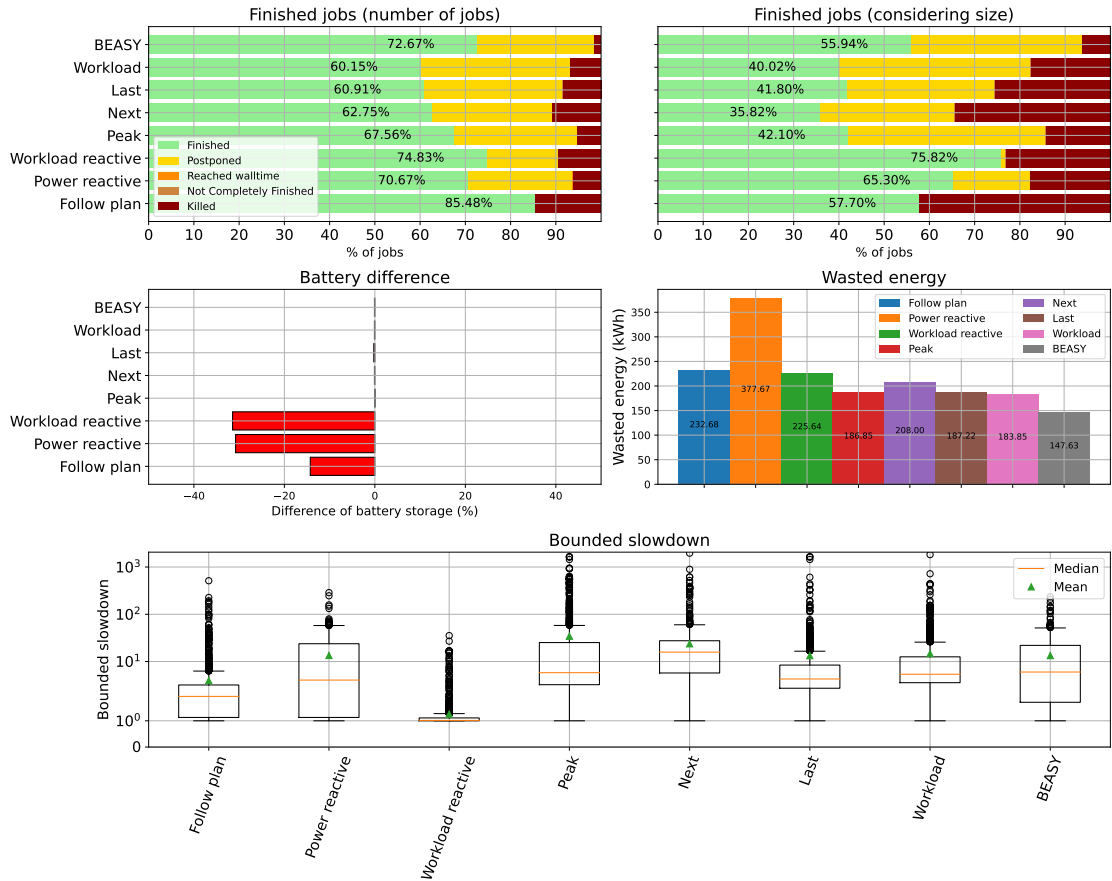 Finished jobs (number of jobs)
BEASY
72.67%
Workload
60.15%
Last
60.91%
Next
62.75%
Peak
67.56%
Workload reactive
74.83%
Power reactive
70.67%
Follow plan
85.48%
Finished
Postponed
Reached walltime
Not Completely Finished
Killed
0 10 20 30 40 50 60 70 80 90
% of jobs
Finished jobs (considering size)
55.94%
40.02%
41.80%
35.82%
42.10%
75.82%
65.30%
57.70%
0 10 20 30 40 50 60 70 80 90
% of jobs
Battery difference
BEASY
Workload
Last
Next
Peak
Workload reactive
Power reactive
Follow plan
−40 −20 0 20 40
Difference of battery storage (%)
Wasted energy
Wasted energy (kWh)
350
300
250
200
150
100
50
0
Follow plan
Power reactive
Workload reactive
Peak
Next
Last
Workload
BEASY
232.68
377.67
225.64
186.85
208.00
187.22
183.85
147.63
Bounded slowdown
Bounded slowdown
10³
10²
10¹
10⁰
0
Median
Mean
Follow plan
Power reactive
Workload reactive
Peak
Next
Last
Workload
BEASY